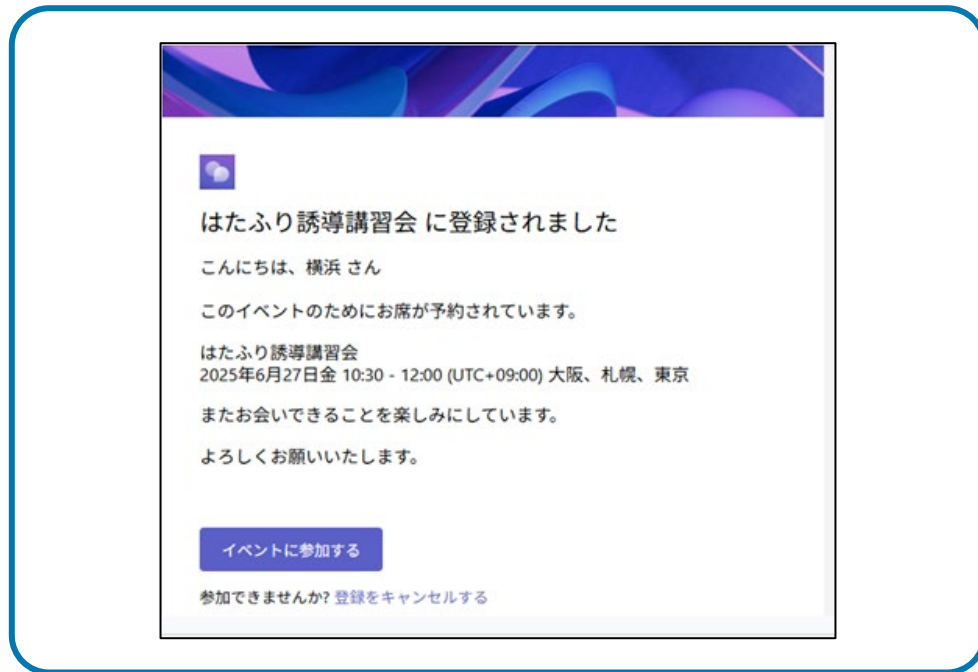 はたふり誘導講習会 に登録されました
こんにちは、横浜 さん
このイベントのためにお席が予約されています。
はたふり誘導講習会
2025年6月27日金 10:30 - 12:00 (UTC+09:00) 大阪、札幌、東京
またお会いできることを楽しみにしています。
よろしくお願いいたします。
イベントに参加する
参加できませんか? 登録をキャンセルする